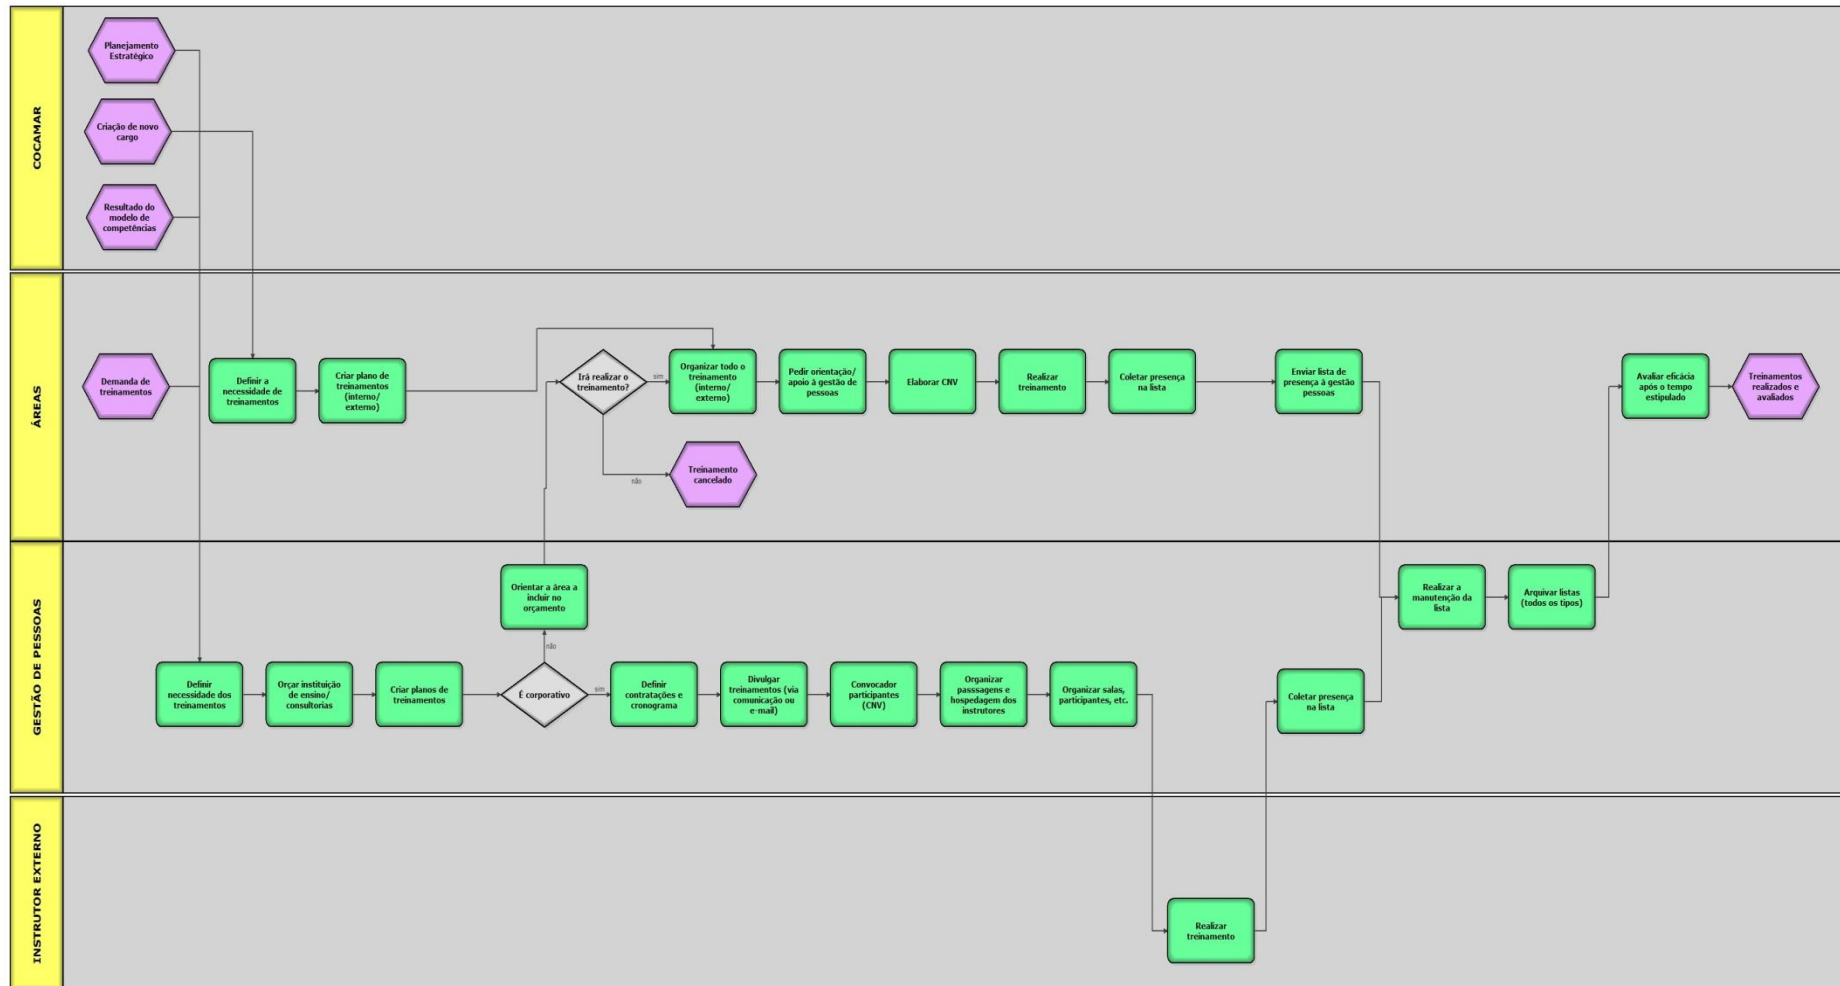 COCAMAR
Planejamento
Estratégico
Criação de novo
cargo
Resultado do
modelo de
competências
ÁREAS
Demanda de
treinamentos
Definir a
necessidade de
treinamentos
Criar plano de
treinamentos
(interno/
externo)
Irá realizar o
treinamento?
sim
não
Treinamento
cancelado
Organizar todo o
treinamento
(interno/
externo)
Pedir orientação/
apoio à gestão de
pessoas
Elaborar CNV
Realizar
treinamento
Coletar presença
na lista
Enviar lista de
presença à gestão
pessoas
Avaliar eficácia
após o tempo
estipulado
Treinamentos
realizados e
avaliados
GESTÃO DE PESSOAS
Definir
necessidade dos
treinamentos
Orçar instituição
de ensino/
consultorias
Criar planos de
treinamentos
É corporativo
não
Orientar a área a
incluir no
orçamento
sim
Definir
contratações e
cronograma
Divulgar
treinamentos (via
comunicação ou
e-mail)
Convocador
participantes
(CNV)
Organizar
passsagens e
hospedagem dos
instrutores
Organizar salas,
participantes, etc.
Coletar presença
na lista
Realizar a
manutenção da
lista
Arquivar listas
(todos os tipos)
INSTRUTOR EXTERNO
Realizar
treinamento